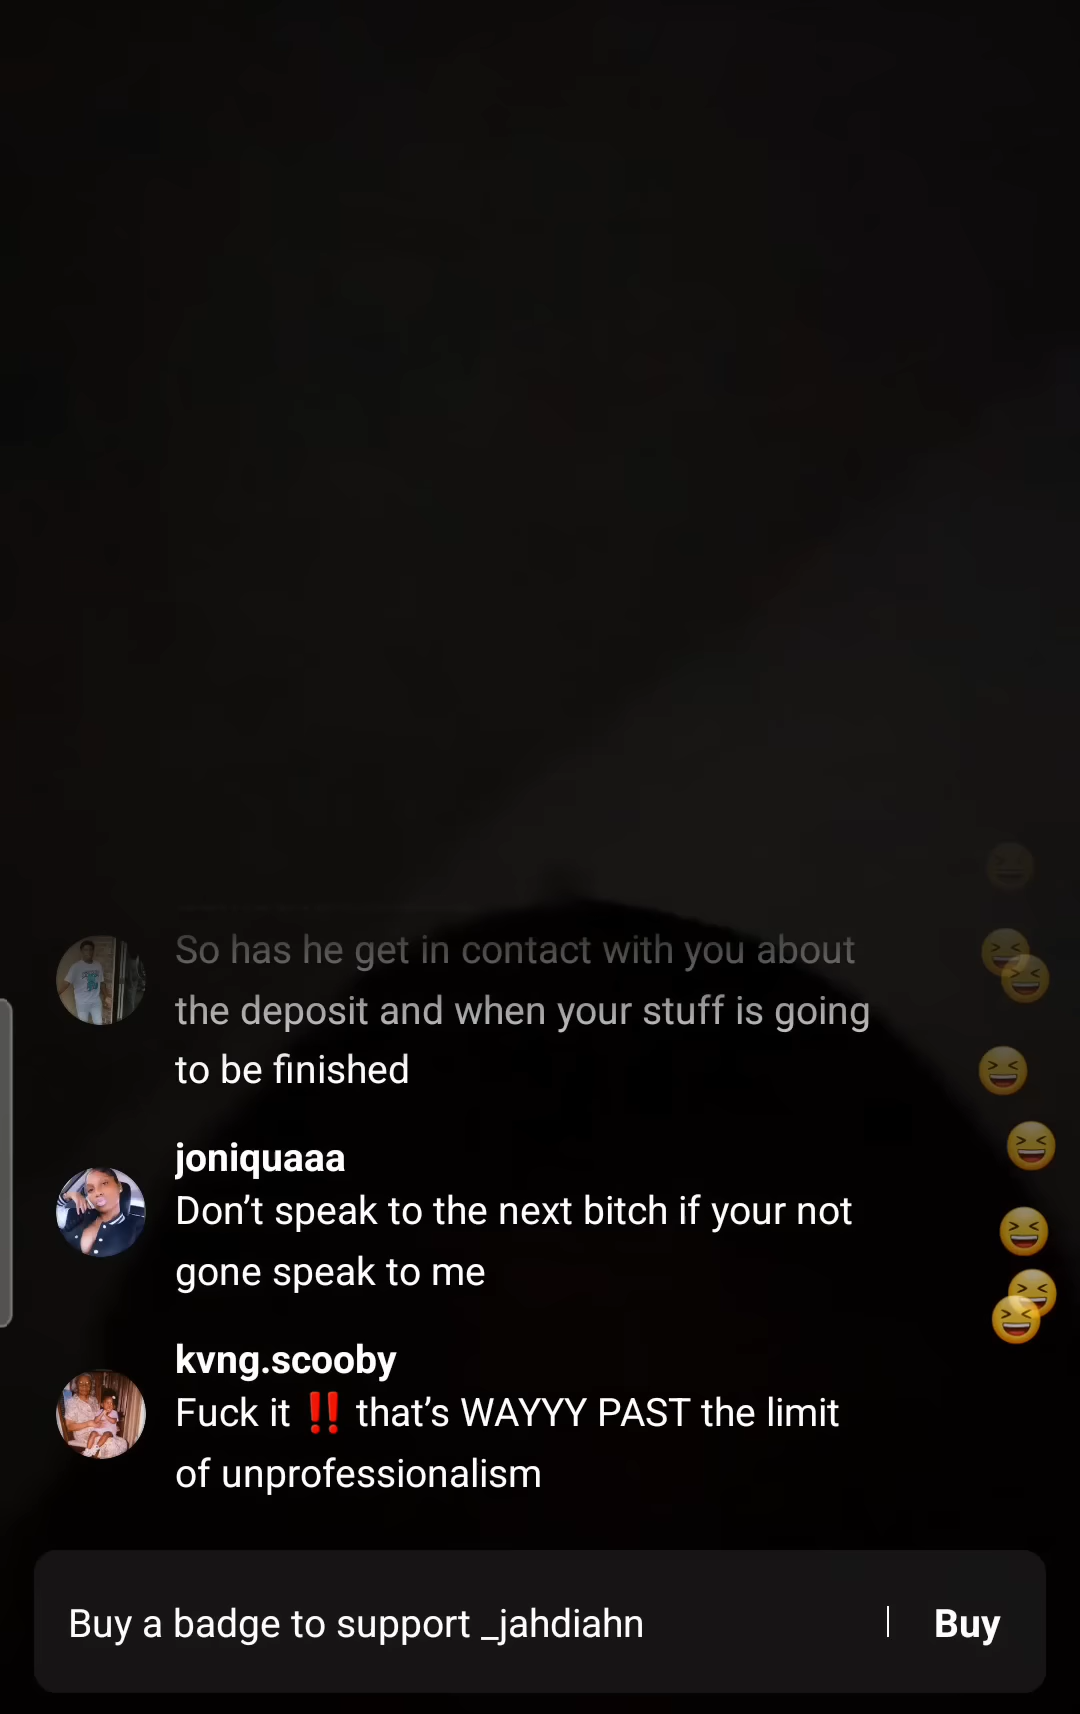 So has he get in contact with you about
the deposit and when your stuff is going
to be finished
joniquaaa
Don't speak to the next bitch if your not
gone speak to me
kvng.scooby
Fuck it ‼️ that's WAYYY PAST the limit
of unprofessionalism
Buy a badge to support _jahdiahn | Buy